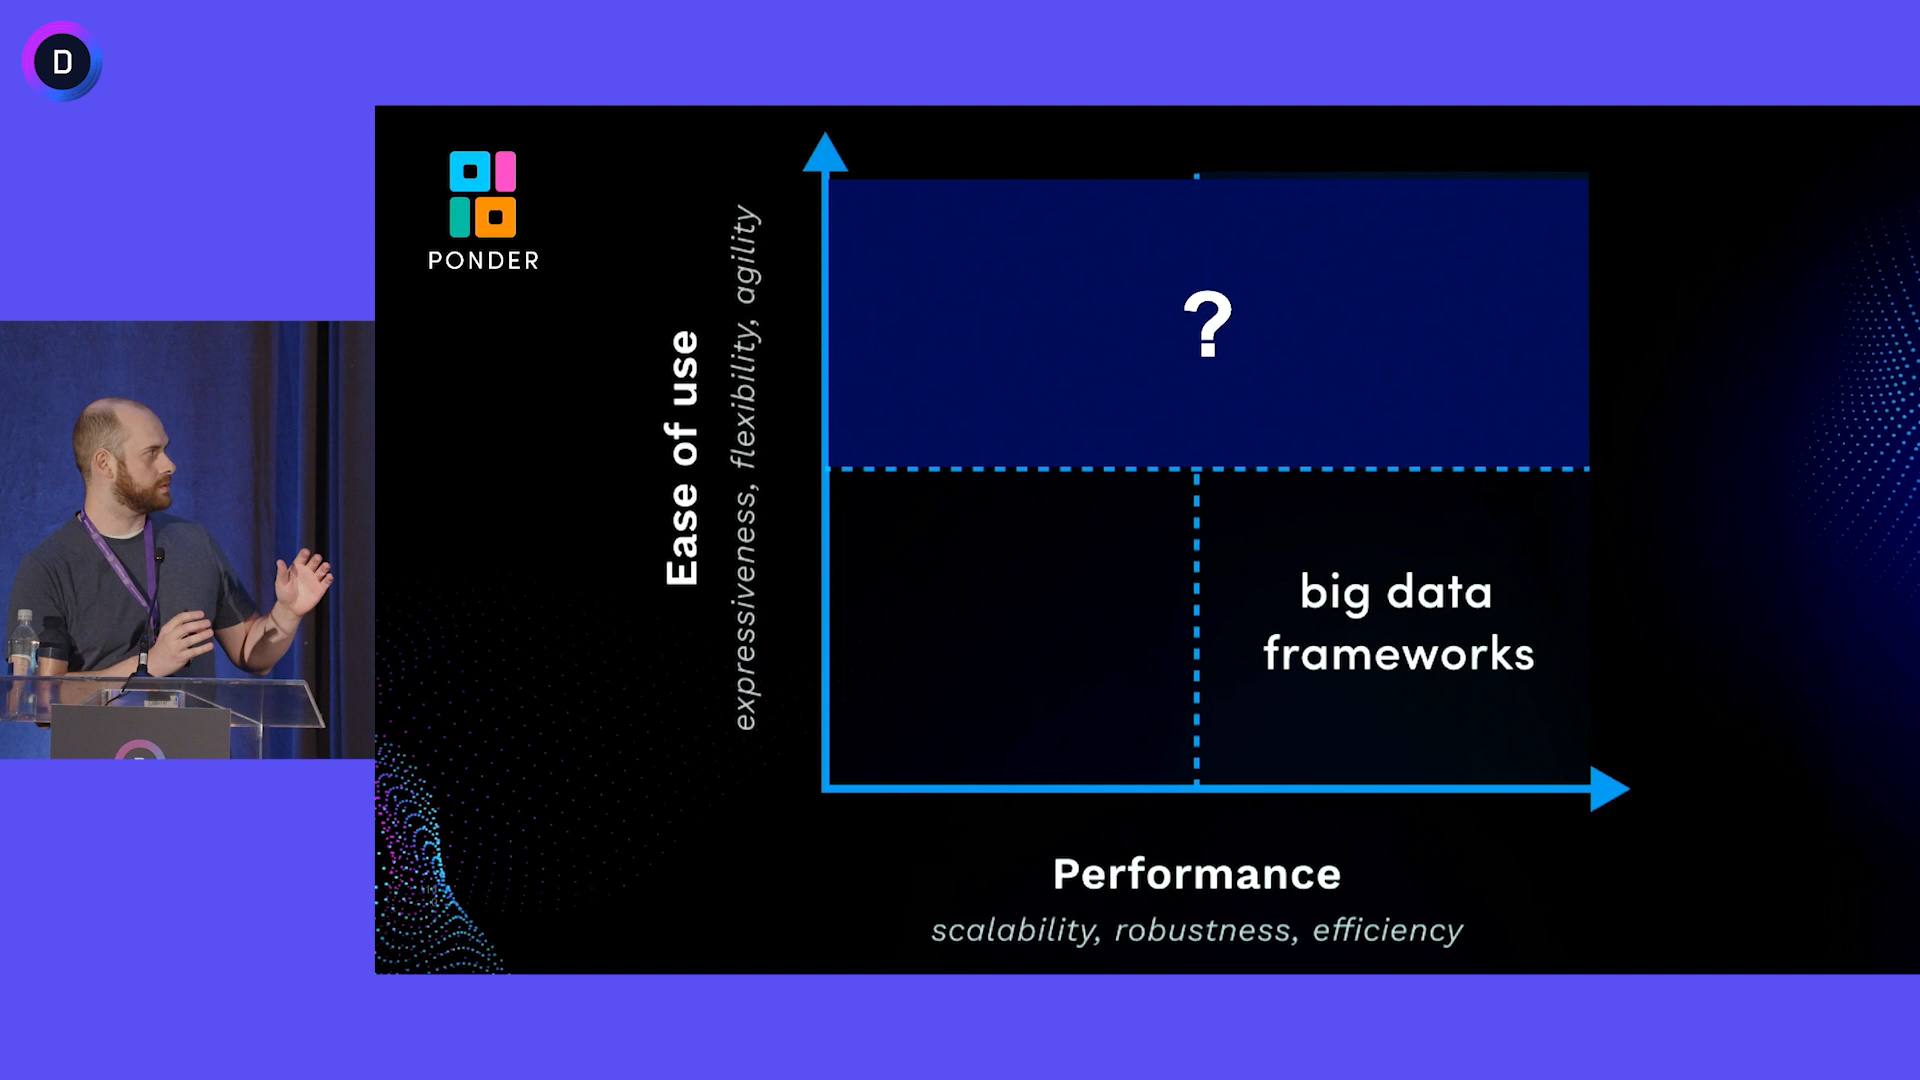 D
PONDER
Ease of use
expressiveness, flexibility, agility
?
big data
frameworks
Performance
scalability, robustness, efficiency